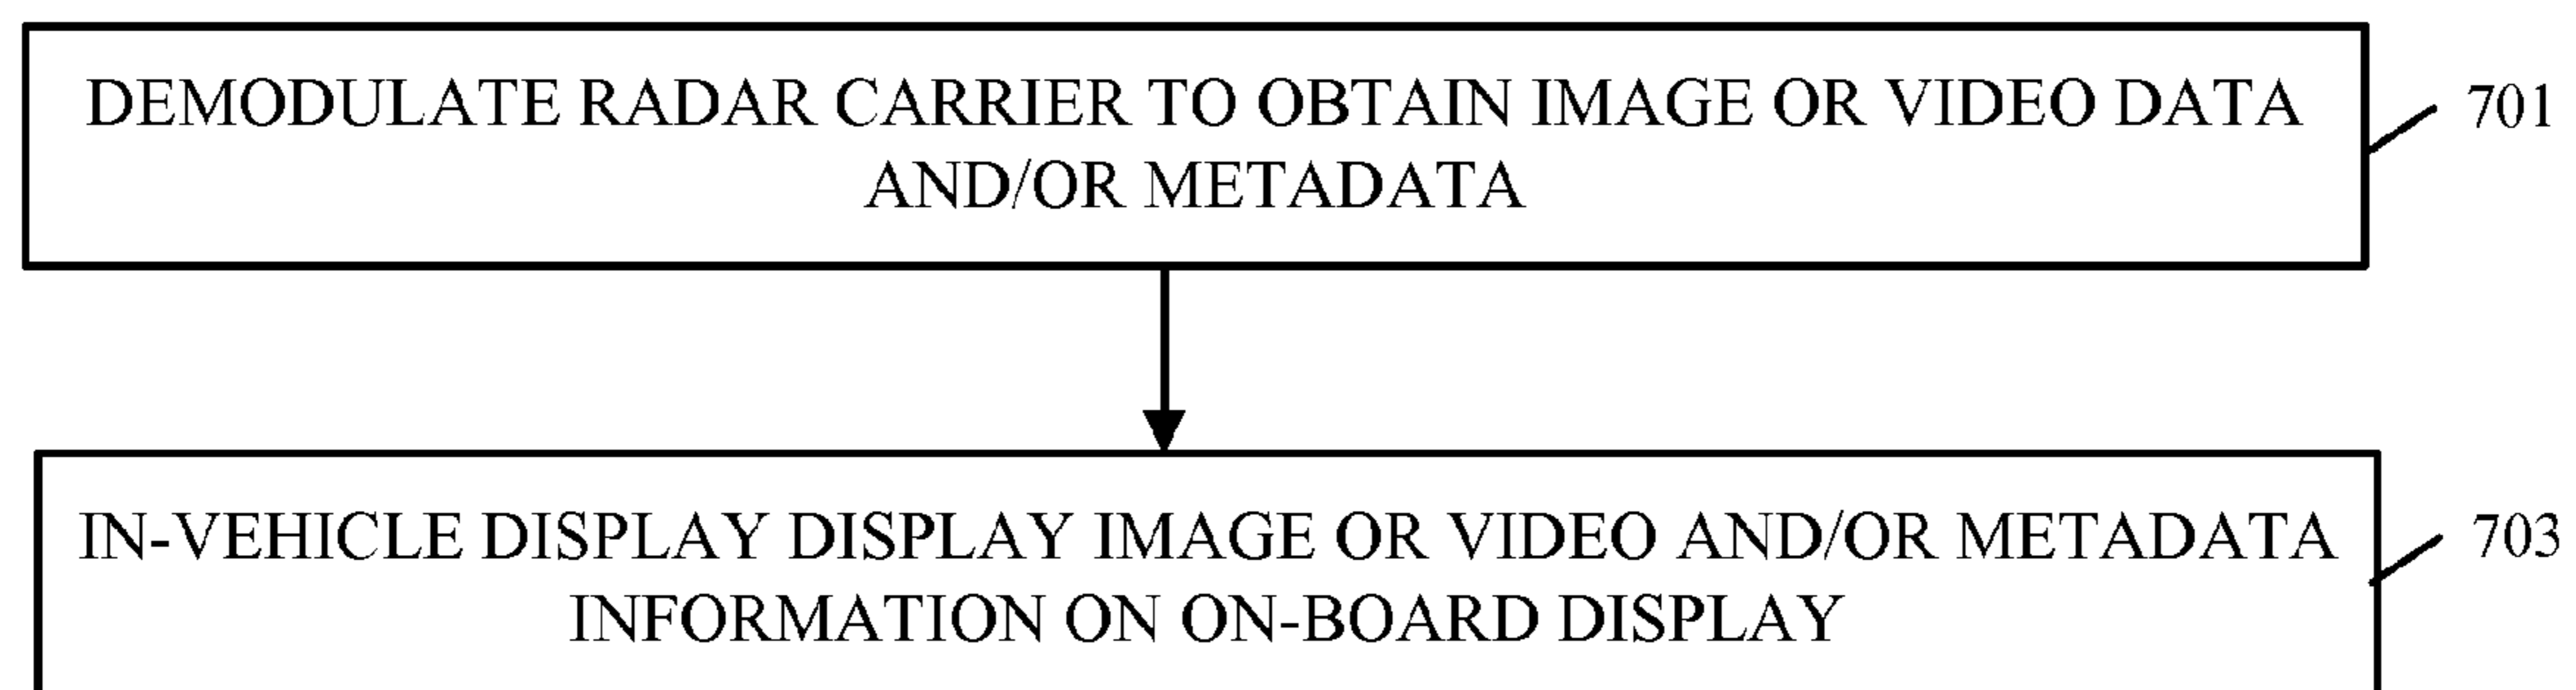 DEMODULATE RADAR CARRIER TO OBTAIN IMAGE OR VIDEO DATA
AND/OR METADATA
701
IN-VEHICLE DISPLAY DISPLAY IMAGE OR VIDEO AND/OR METADATA
INFORMATION ON ON-BOARD DISPLAY
703